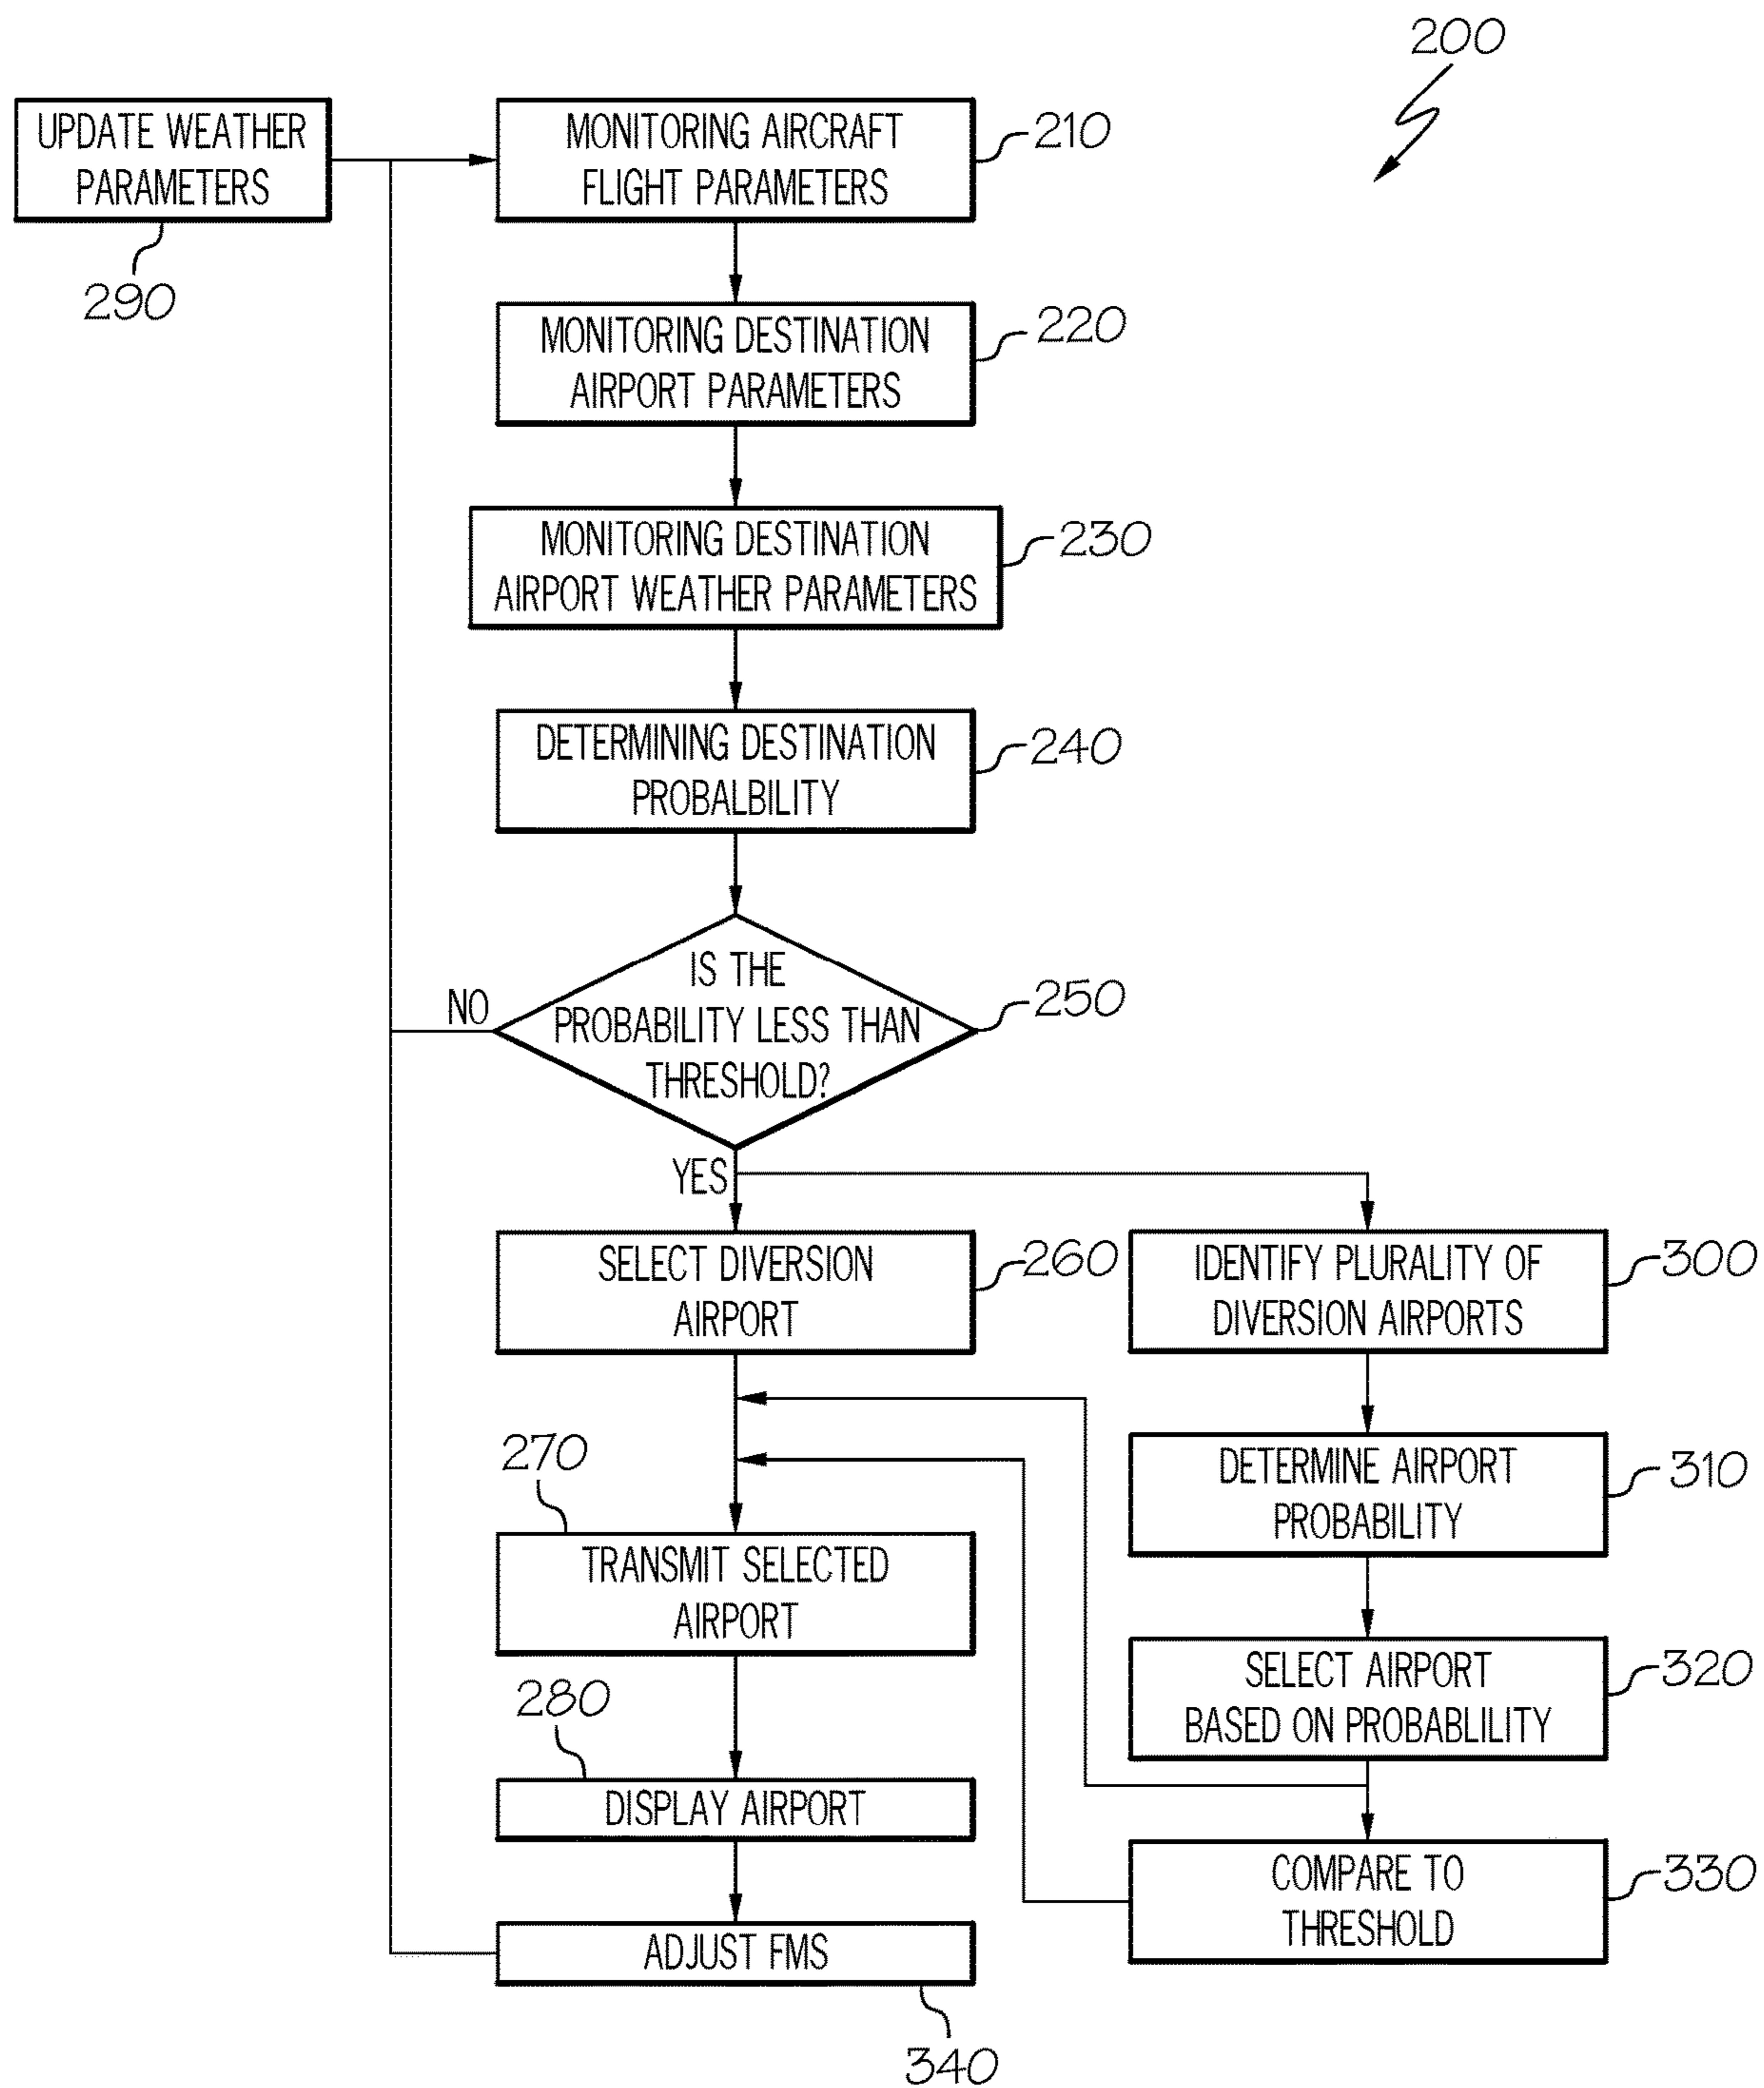 200
UPDATE WEATHER
PARAMETERS
290
MONITORING AIRCRAFT
FLIGHT PARAMETERS
210
MONITORING DESTINATION
AIRPORT PARAMETERS
220
MONITORING DESTINATION
AIRPORT WEATHER PARAMETERS
230
DETERMINING DESTINATION
PROBALBILITY
240
IS THE
PROBABILITY LESS THAN
THRESHOLD?
250
NO
YES
SELECT DIVERSION
AIRPORT
260
IDENTIFY PLURALITY OF
DIVERSION AIRPORTS
300
270
TRANSMIT SELECTED
AIRPORT
DETERMINE AIRPORT
PROBABILITY
310
280
DISPLAY AIRPORT
SELECT AIRPORT
BASED ON PROBABLILITY
320
ADJUST FMS
340
COMPARE TO
THRESHOLD
330